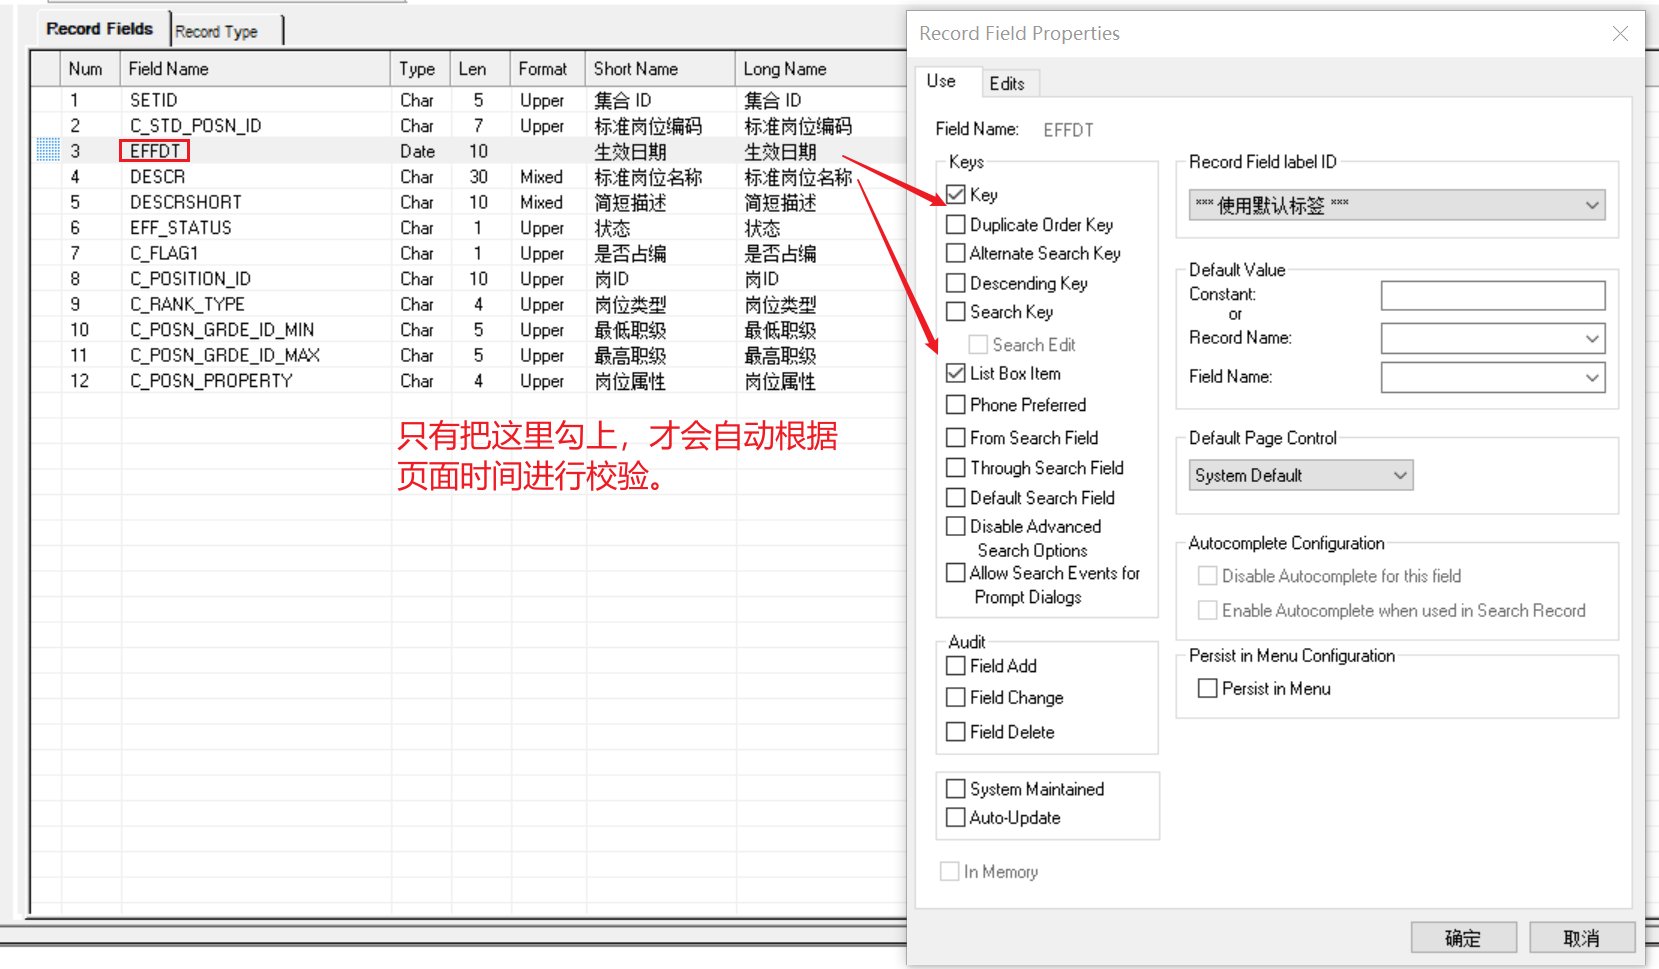 Record Fields Record Type
Num Field Name Type Len Format Short Name Long Name
1 SETID Char 5 Upper 集合 ID 集合 ID
2 C_STD_POSN_ID Char 7 Upper 标准岗位编码 标准岗位编码
3 EFFDT Date 10 生效日期 生效日期
4 DESCR Char 30 Mixed 标准岗位名称 标准岗位名称
5 DESCRSHORT Char 10 Mixed 简短描述 简短描述
6 EFF_STATUS Char 1 Upper 状态 状态
7 C_FLAG1 Char 1 Upper 是否占编 是否占编
8 C_POSITION_ID Char 10 Upper 岗ID 岗ID
9 C_RANK_TYPE Char 4 Upper 岗位类型 岗位类型
10 C_POSN_GRDE_ID_MIN Char 5 Upper 最低职级 最低职级
11 C_POSN_GRDE_ID_MAX Char 5 Upper 最高职级 最高职级
12 C_POSN_PROPERTY Char 4 Upper 岗位属性 岗位属性
只有把这里勾上，才会自动根据
页面时间进行校验。
Record Field Properties
Use Edits
Field Name: EFFDT
Keys
Key
Duplicate Order Key
Alternate Search Key
Descending Key
Search Key
Search Edit
List Box Item
Phone Preferred
From Search Field
Through Search Field
Default Search Field
Disable Advanced
Search Options
Allow Search Events for
Prompt Dialogs
Audit
Field Add
Field Change
Field Delete
System Maintained
Auto-Update
In Memory
Record Field label ID
*** 使用默认标签 ***
Default Value
Constant:
or
Record Name:
Field Name:
Default Page Control
System Default
Autocomplete Configuration
Disable Autocomplete for this field
Enable Autocomplete when used in Search Record
Persist in Menu Configuration
Persist in Menu
确定 取消